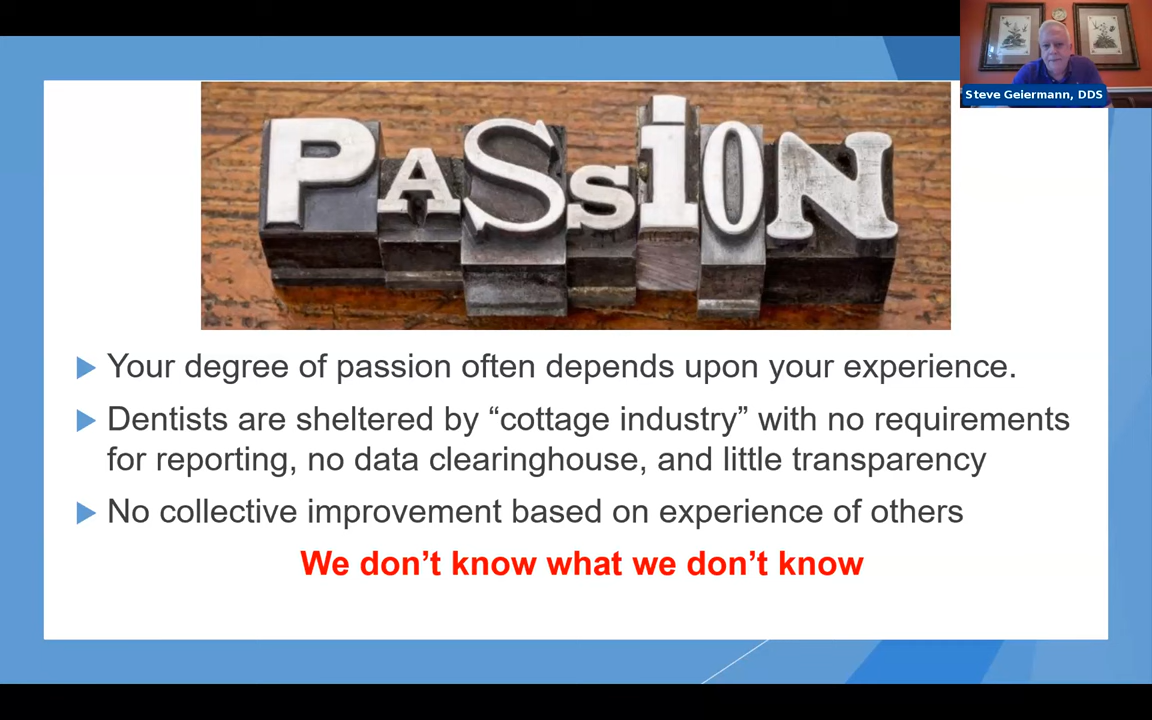 Steve Geiermann, DDS
PASsiON
Your degree of passion often depends upon your experience.
Dentists are sheltered by “cottage industry” with no requirements
for reporting, no data clearinghouse, and little transparency
No collective improvement based on experience of others
We don’t know what we don’t know